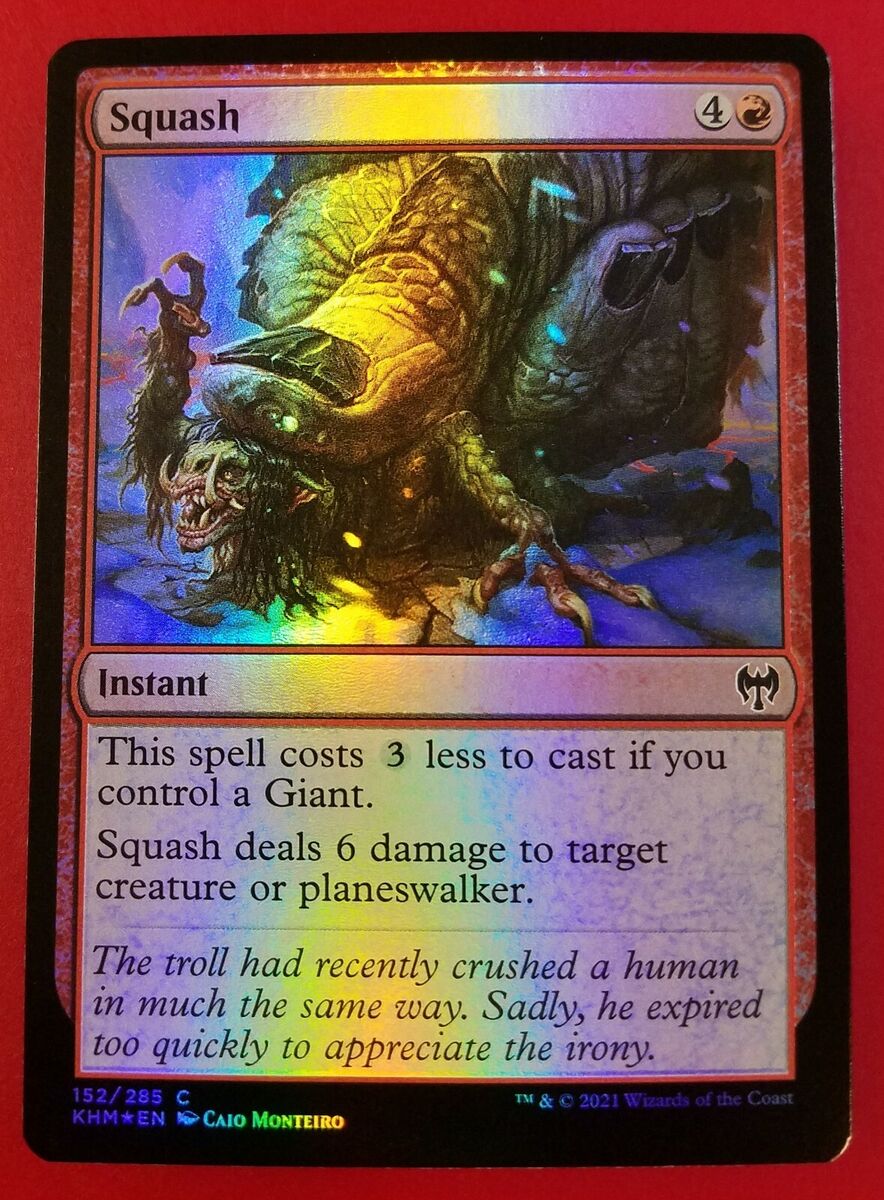 Squash 4
Instant
This spell costs 3 less to cast if you
control a Giant.
Squash deals 6 damage to target
creature or planeswalker.
The troll had recently crushed a human
in much the same way. Sadly, he expired
too quickly to appreciate the irony.
152/285 C ™ & © 2021 Wizards of the Coast
KHM★EN Caio Monteiro